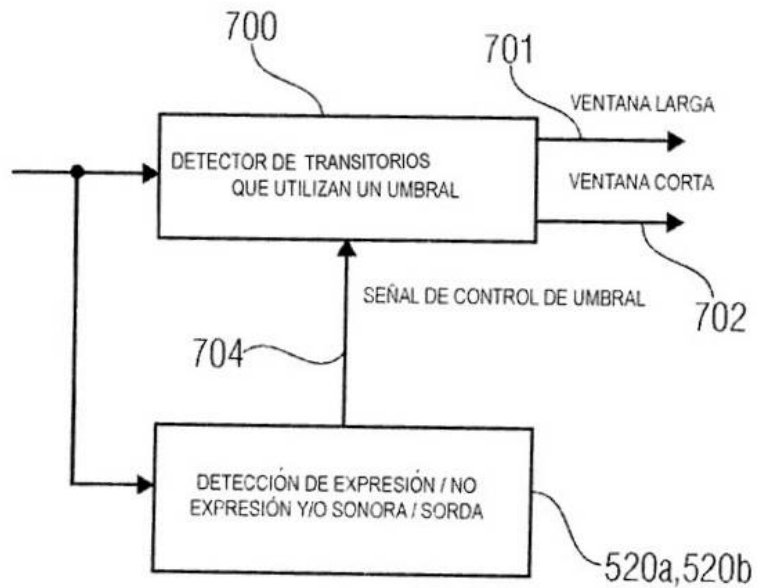 700
701
VENTANA LARGA
DETECTOR DE TRANSITORIOS
QUE UTILIZAN UN UMBRAL
VENTANA CORTA
702
SEÑAL DE CONTROL DE UMBRAL
704
DETECCIÓN DE EXPRESIÓN / NO
EXPRESIÓN Y/O SONORA / SORDA
520a,520b